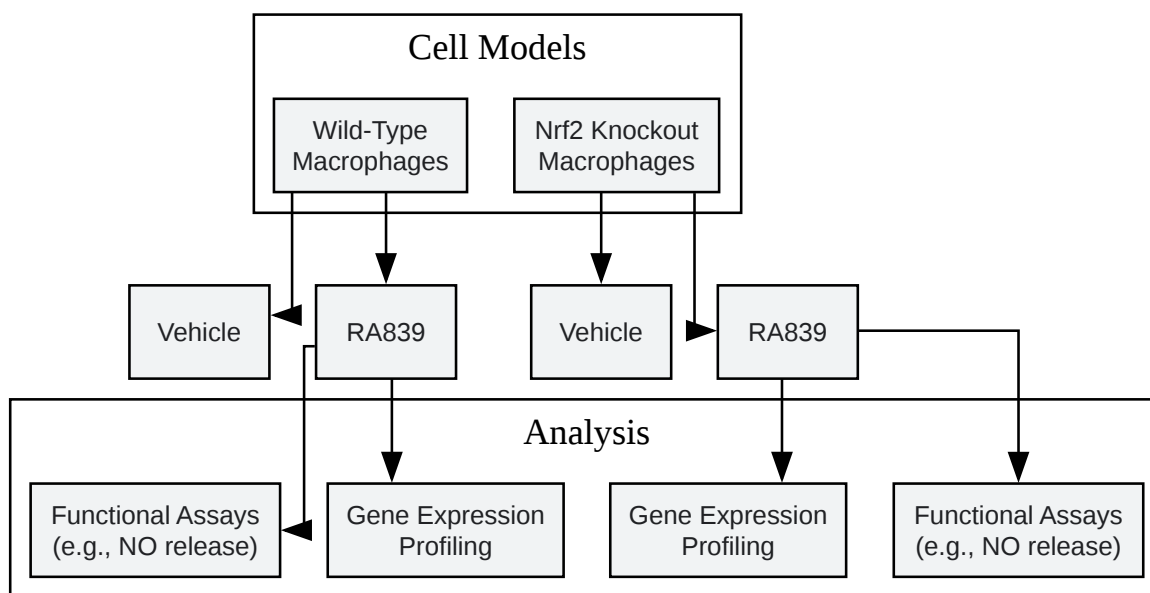 Cell Models
Wild-Type
Macrophages
Nrf2 Knockout
Macrophages
Vehicle
RA839
Vehicle
RA839
Analysis
Functional Assays
(e.g., NO release)
Gene Expression
Profiling
Gene Expression
Profiling
Functional Assays
(e.g., NO release)